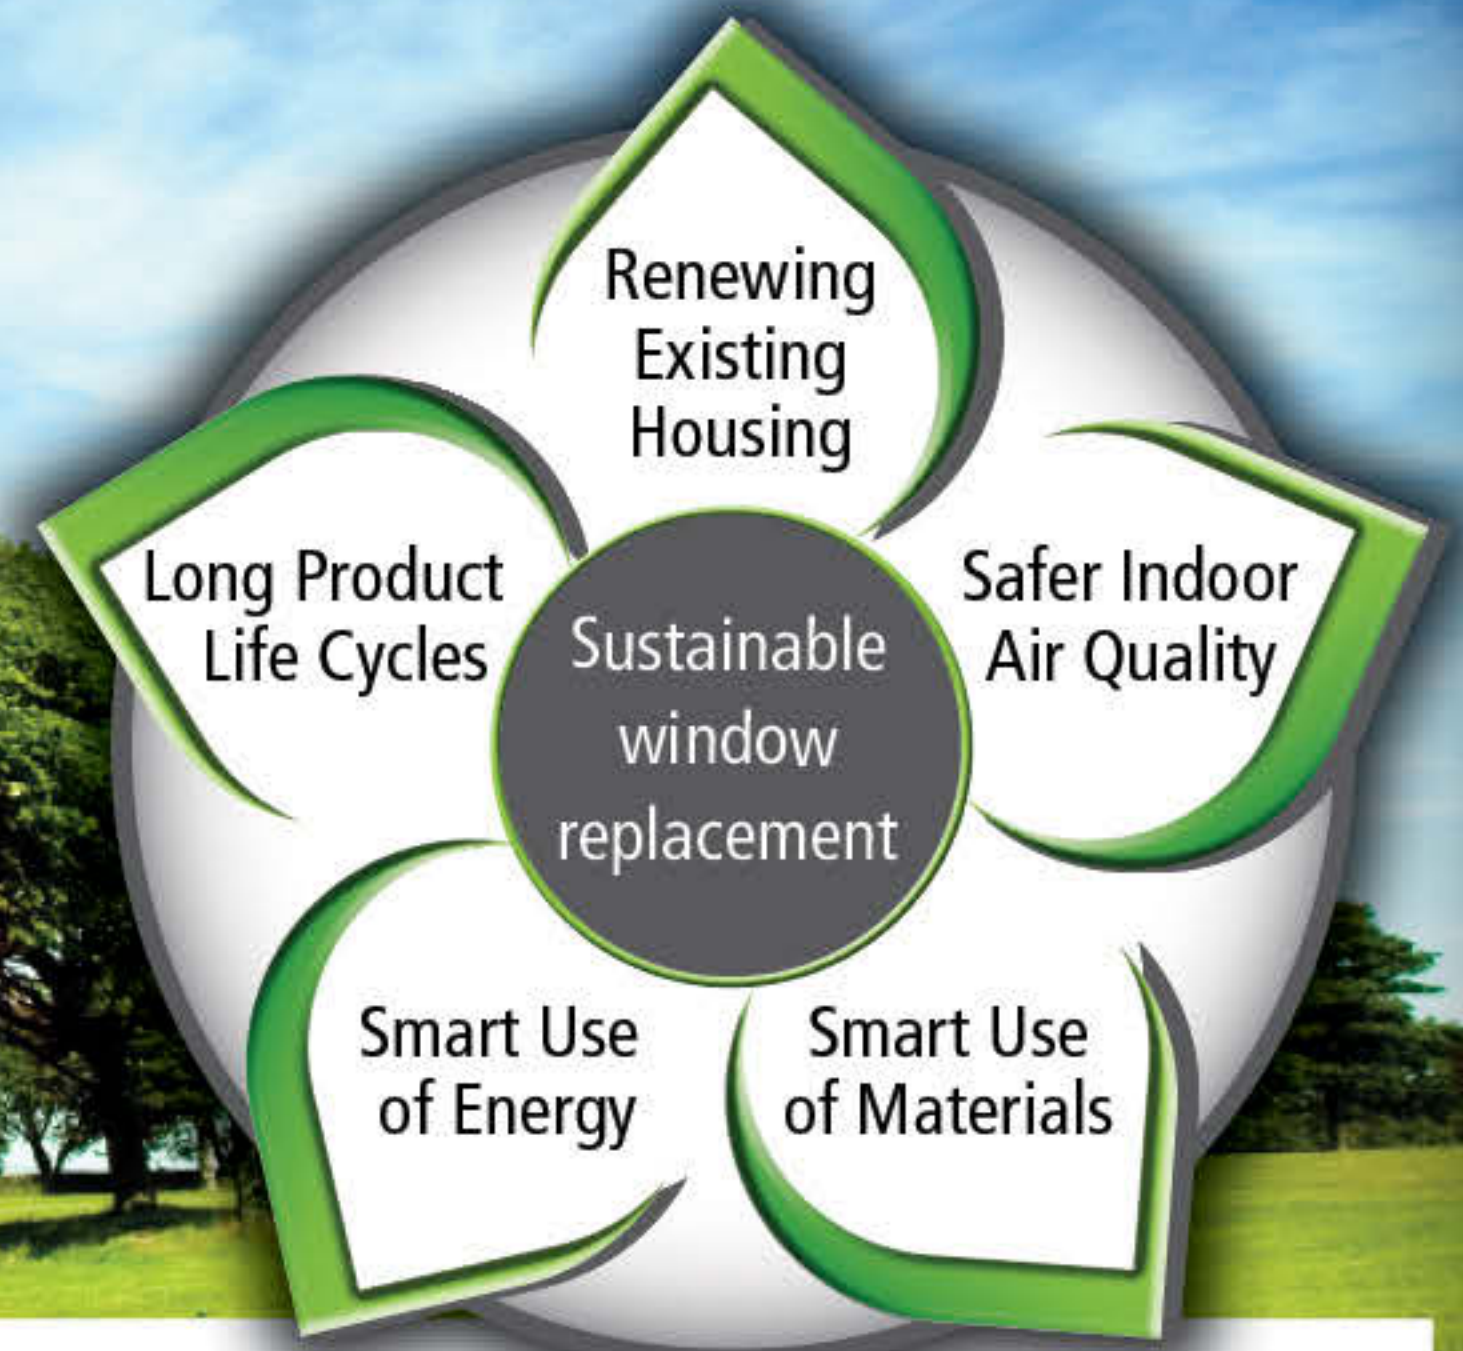 Renewing
Existing
Housing
Long Product
Life Cycles
Safer Indoor
Air Quality
Sustainable
window
replacement
Smart Use
of Energy
Smart Use
of Materials